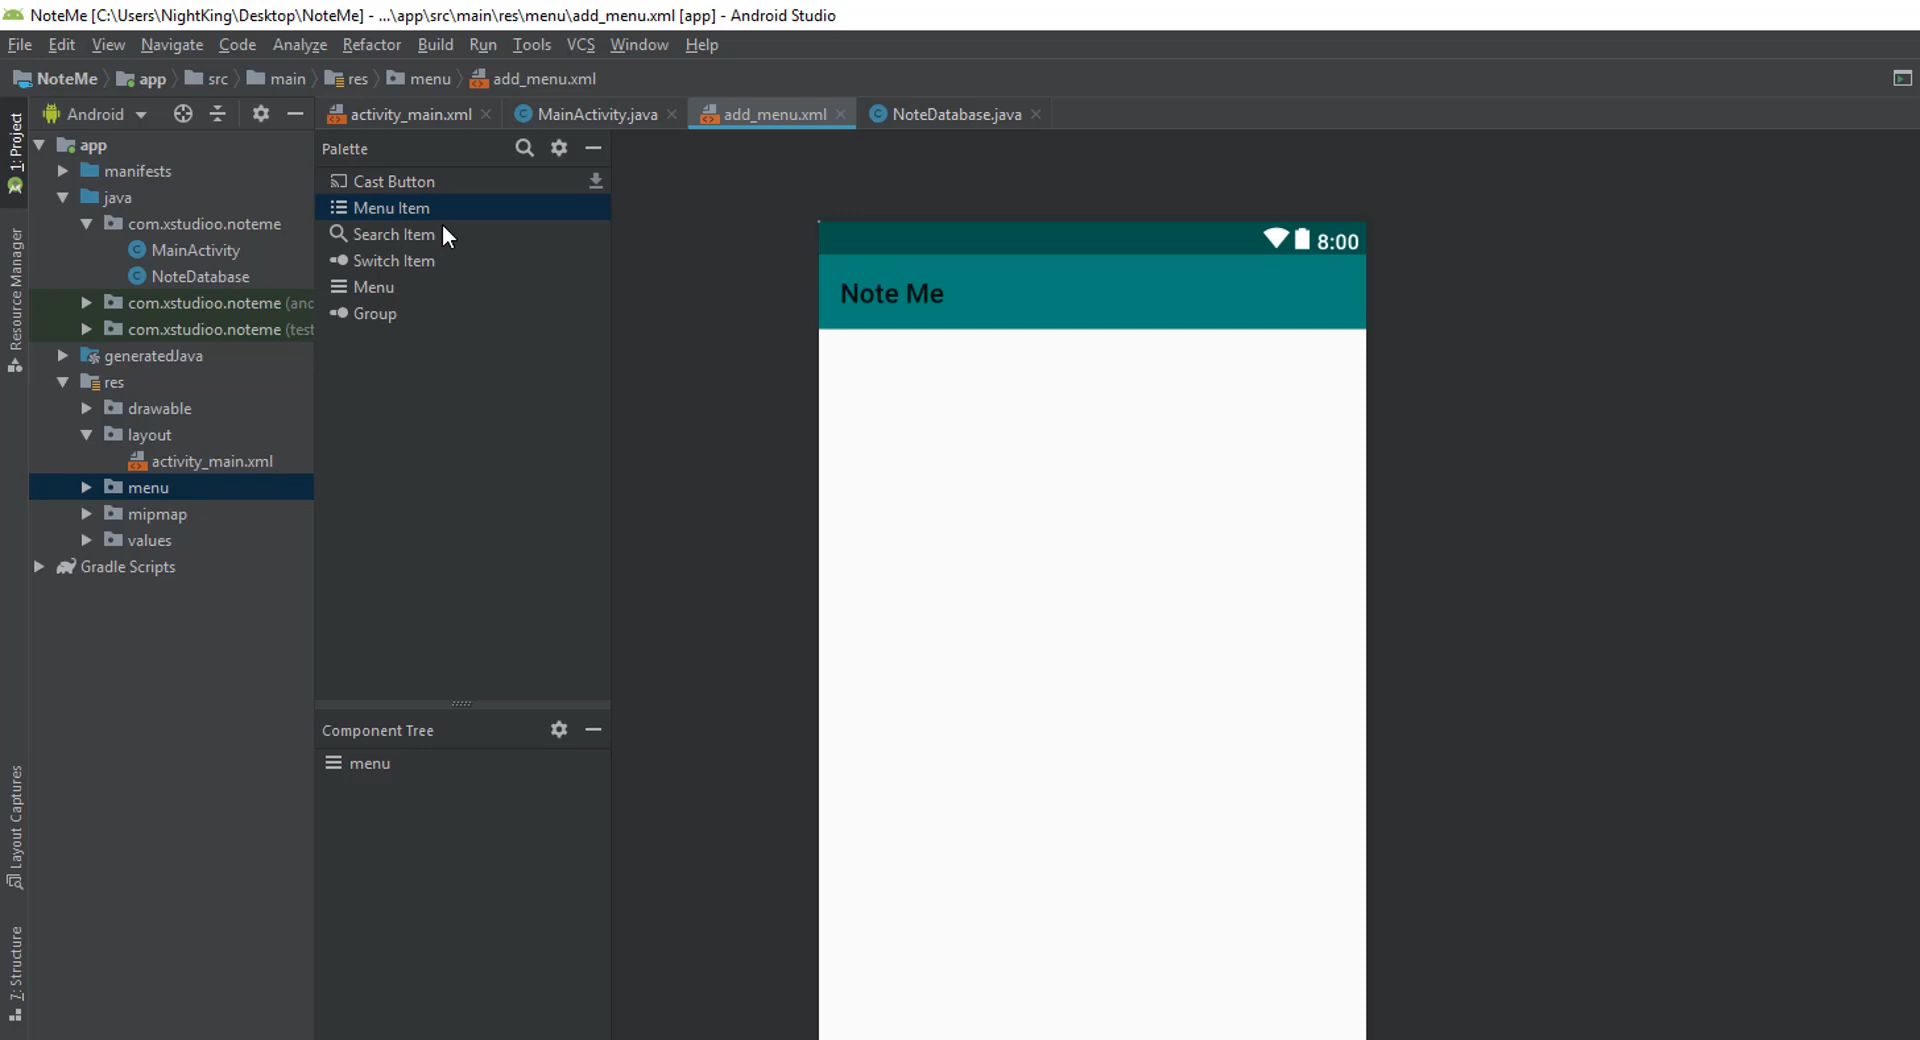 NoteMe [C:\Users\NightKing\Desktop\NoteMe] - ...\app\src\main\res\menu\add_menu.xml [app] - Android Studio
File Edit View Navigate Code Analyze Refactor Build Run Tools VCS Window Help
NoteMe app src main res menu add_menu.xml
Android activity_main.xml MainActivity.java add_menu.xml NoteDatabase.java
1: Project
Resource Manager
Layout Captures
7: Structure
app
manifests
java
com.xstudioo.noteme
MainActivity
NoteDatabase
com.xstudioo.noteme (anc
com.xstudioo.noteme (test
generatedJava
res
drawable
layout
activity_main.xml
menu
mipmap
values
Gradle Scripts
Palette
Cast Button
Menu Item
Search Item
Switch Item
Menu
Group
Component Tree
menu
8:00
Note Me